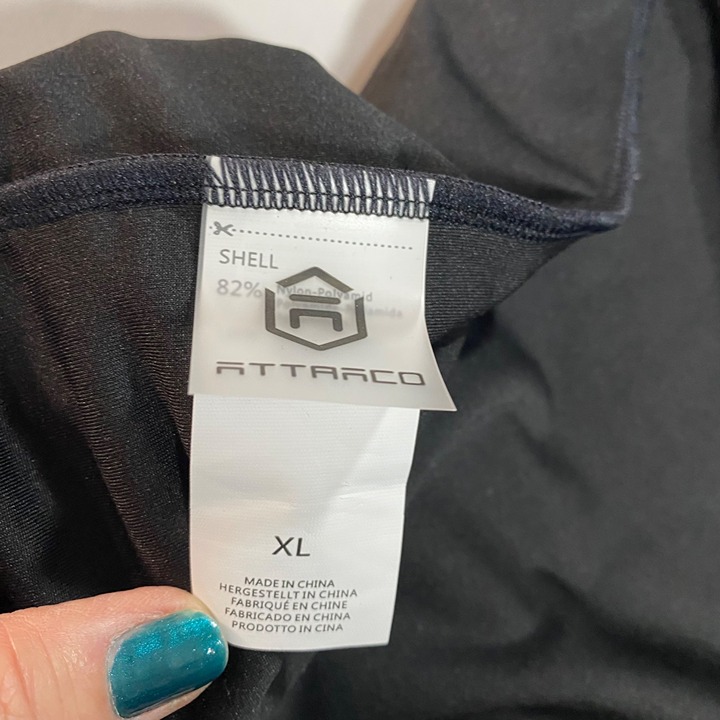 SHELL
82% Nylon-Polyamid
ATTRACO
XL
MADE IN CHINA
HERGESTELLT IN CHINA
FABRIQUÉ EN CHINE
FABRICADO EN CHINA
PRODOTTO IN CINA